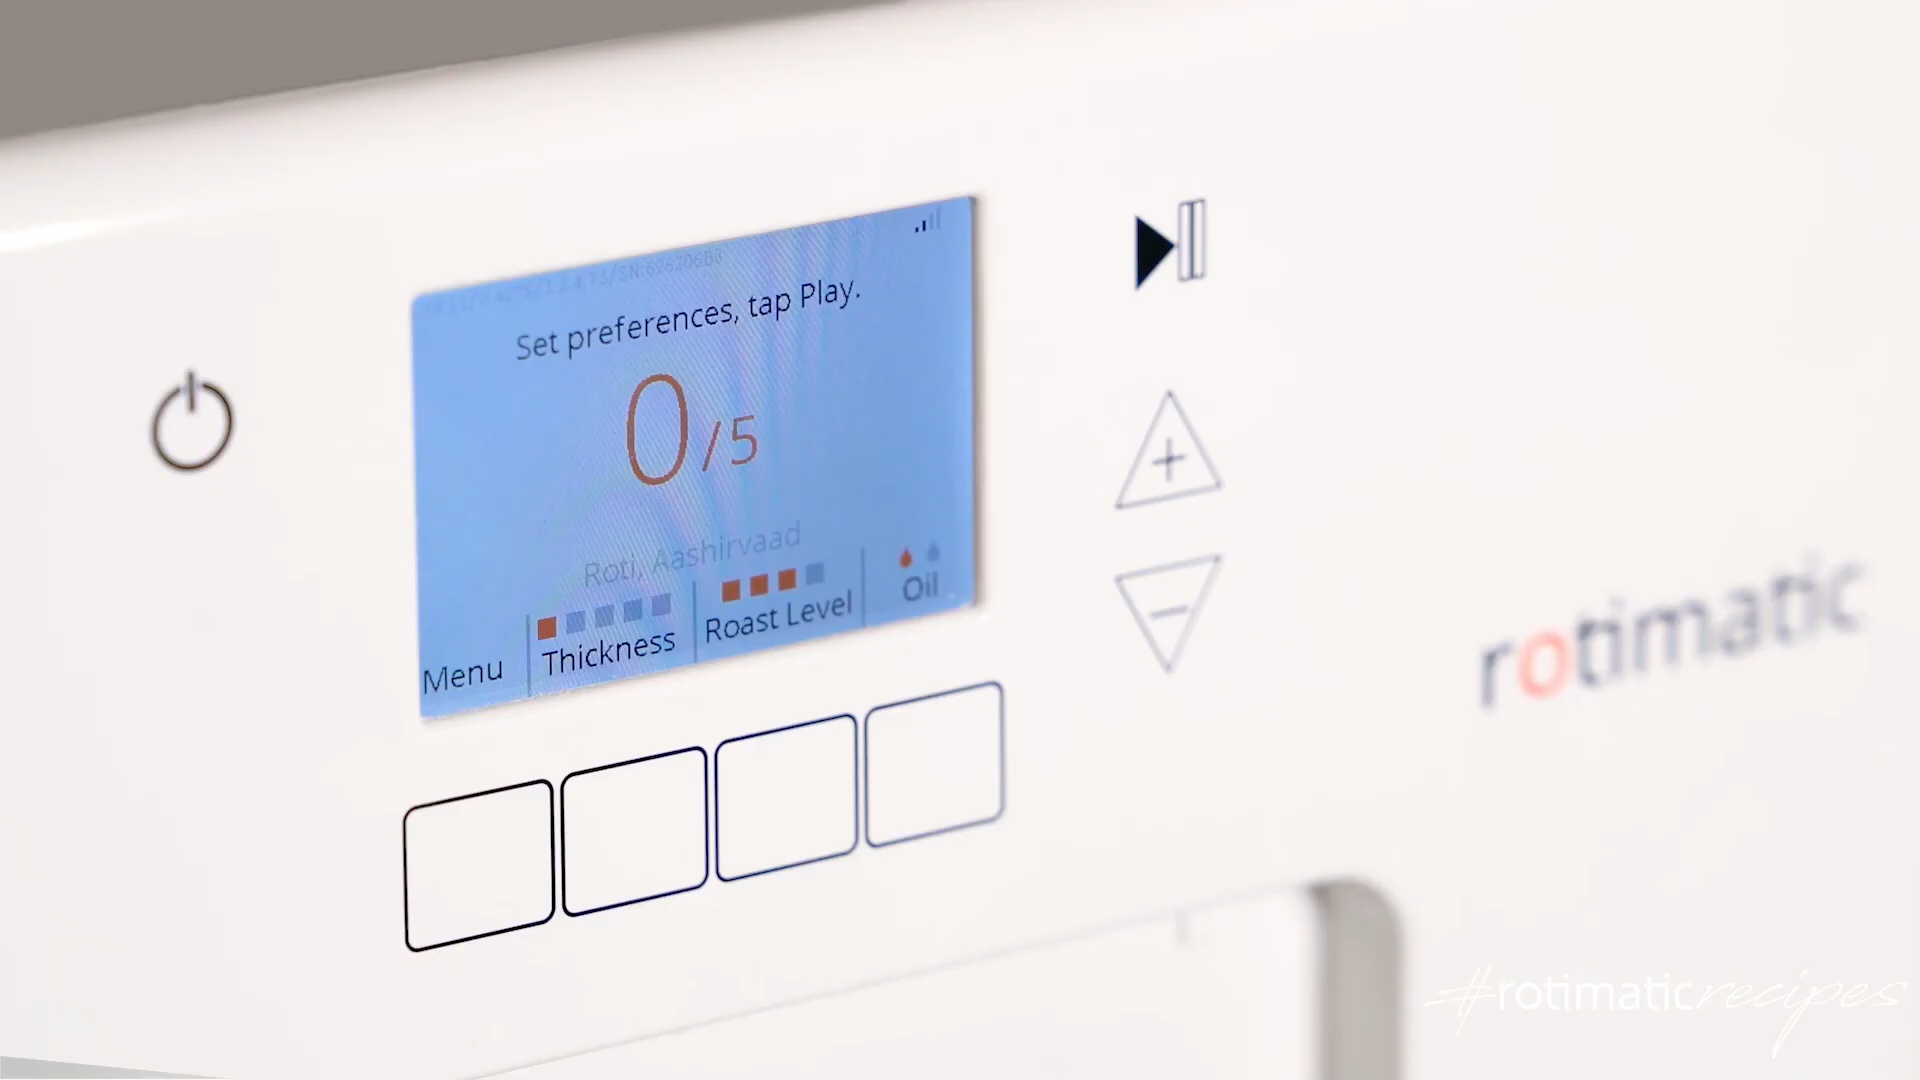 Set preferences, tap Play.
0/5
Roti, Aashirvaad
Menu
Thickness
Roast Level
Oil
rotimatic
#rotimaticrecipes